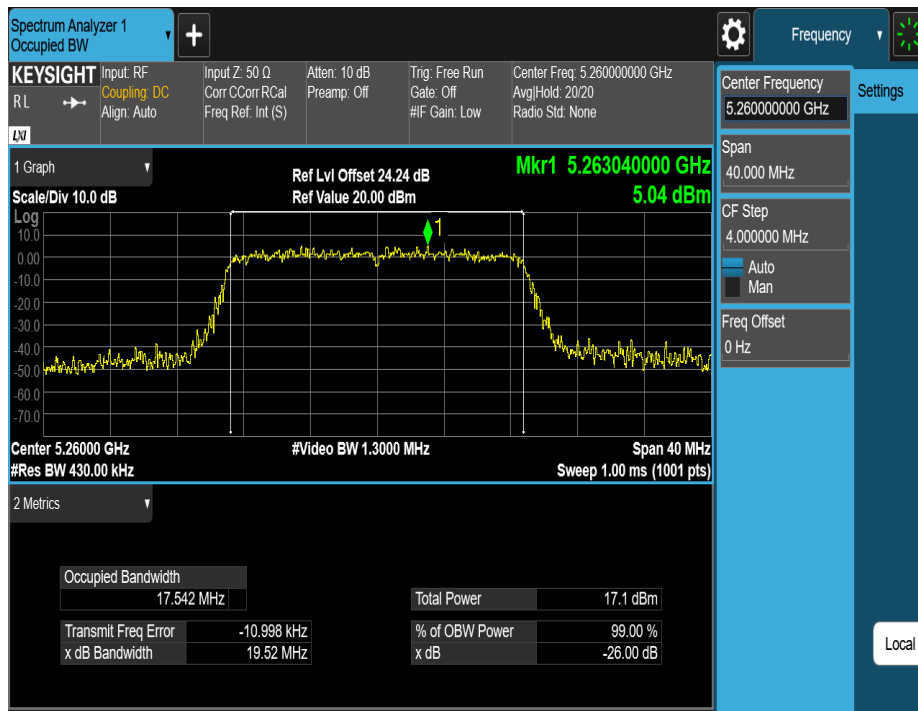 Spectrum Analyzer 1
Occupied BW
+
Frequency
KEYSIGHT
RL
LXI
Input: RF
Coupling: DC
Align: Auto
Input Z: 50 Ω
Corr CCorr RCal
Freq Ref: Int (S)
Atten: 10 dB
Preamp: Off
Trig: Free Run
Gate: Off
#IF Gain: Low
Center Freq: 5.260000000 GHz
Avg|Hold: 20/20
Radio Std: None
Center Frequency
5.260000000 GHz
Settings
Span
40.000 MHz
CF Step
4.000000 MHz
Auto
Man
Freq Offset
0 Hz
Local
1 Graph
Scale/Div 10.0 dB
Ref Lvl Offset 24.24 dB
Ref Value 20.00 dBm
Mkr1 5.263040000 GHz
5.04 dBm
Log
10.0
0.00
-10.0
-20.0
-30.0
-40.0
-50.0
-60.0
-70.0
1
Center 5.26000 GHz
#Video BW 1.3000 MHz
Span 40 MHz
#Res BW 430.00 kHz
Sweep 1.00 ms (1001 pts)
2 Metrics
Occupied Bandwidth
17.542 MHz
Total Power 17.1 dBm
Transmit Freq Error -10.998 kHz
% of OBW Power 99.00 %
x dB Bandwidth 19.52 MHz
x dB -26.00 dB